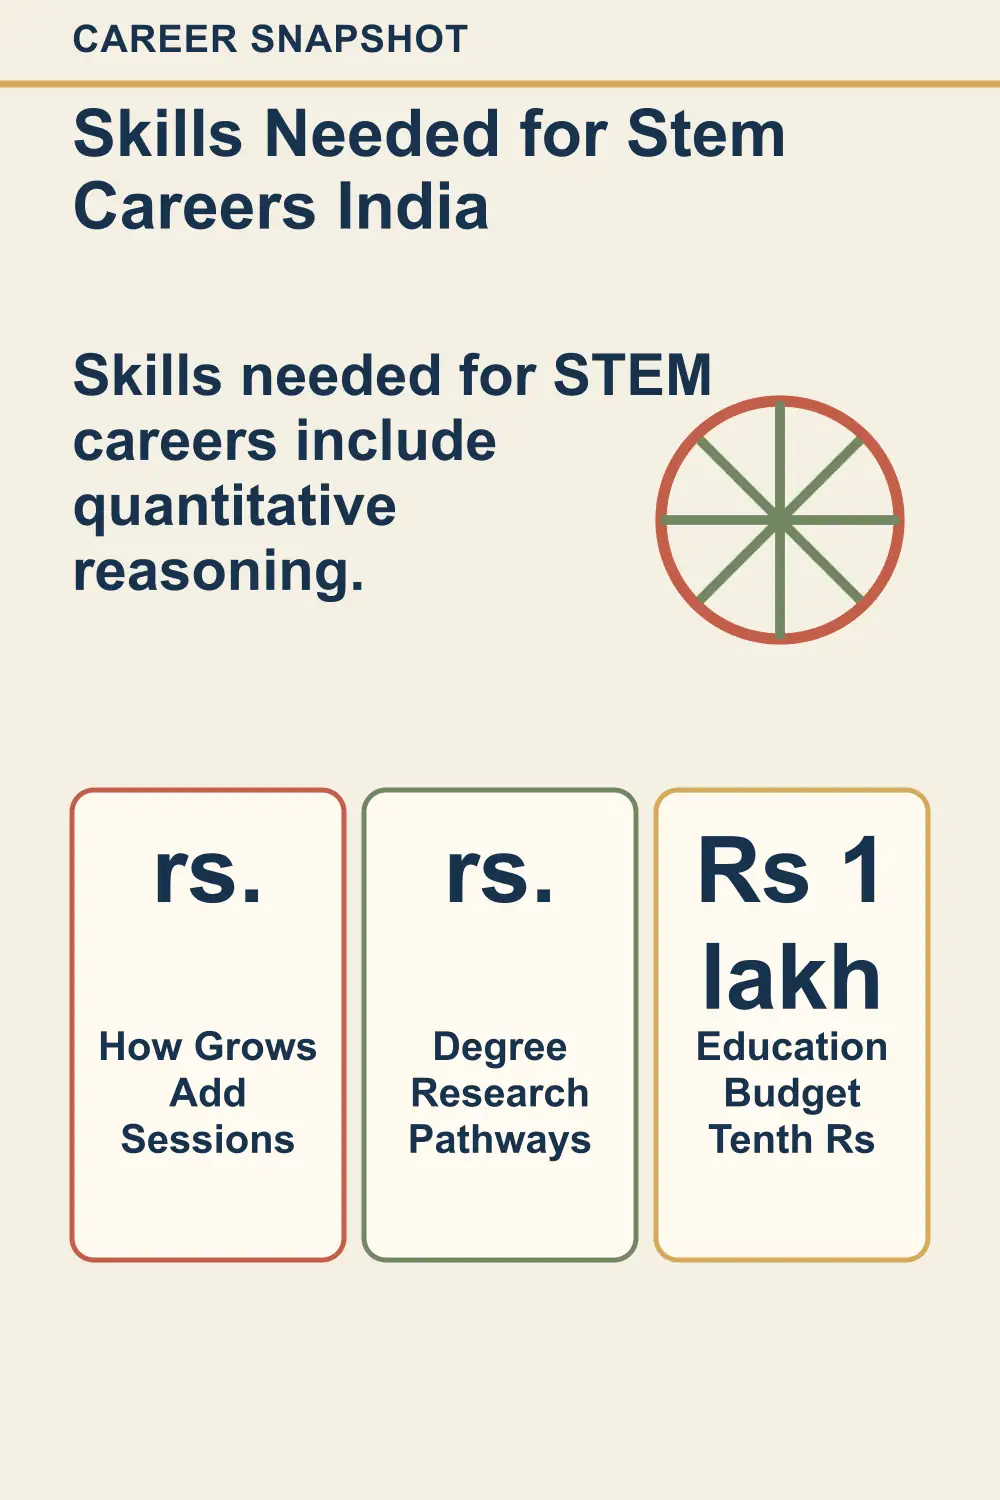 CAREER SNAPSHOT
Skills Needed for Stem
Careers India
Skills needed for STEM
careers include
quantitative
reasoning.
rs.
How Grows
Add
Sessions
rs.
Degree
Research
Pathways
Rs 1
lakh
Education
Budget
Tenth Rs